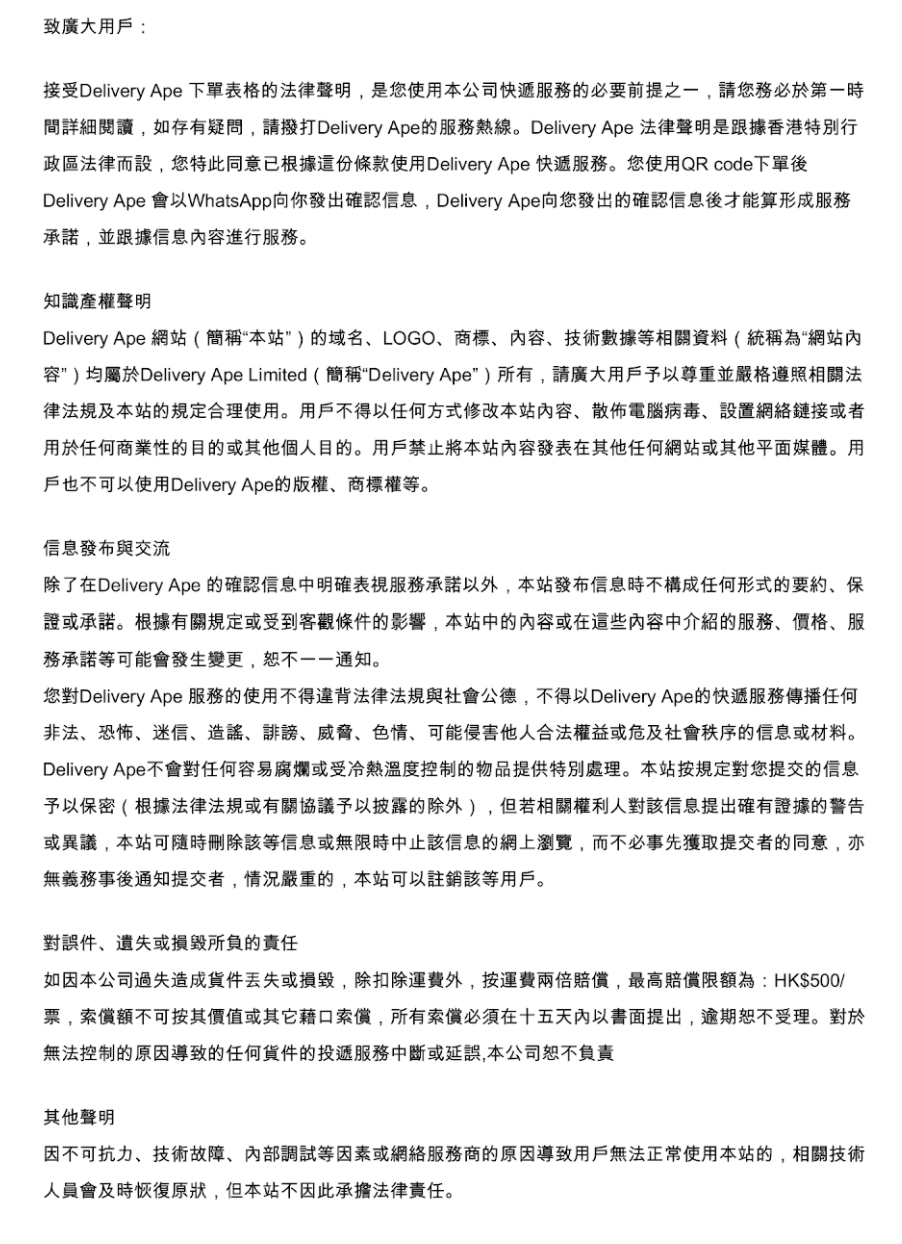 致廣大用戶：
接受Delivery Ape 下單表格的法律聲明，是您使用本公司快遞服務的必要前提之一，請您務必於第一時
間詳細閱讀，如存有疑問，請撥打Delivery Ape的服務熱線。Delivery Ape 法律聲明是跟據香港特別行
政區法律而設，您特此同意已根據這份條款使用Delivery Ape 快遞服務。您使用QR code下單後
Delivery Ape 會以WhatsApp向你發出確認信息，Delivery Ape向您發出的確認信息後才能算形成服務
承諾，並跟據信息內容進行服務。
知識產權聲明
Delivery Ape 網站（簡稱“本站”）的域名、LOGO、商標、內容、技術數據等相關資料（統稱為“網站內
容”）均屬於Delivery Ape Limited（簡稱“Delivery Ape”）所有，請廣大用戶予以尊重並嚴格遵照相關法
律法規及本站的規定合理使用。用戶不得以任何方式修改本站內容、散佈電腦病毒、設置網絡鏈接或者
用於任何商業性的目的或其他個人目的。用戶禁止將本站內容發表在其他任何網站或其他平面媒體。用
戶也不可以使用Delivery Ape的版權、商標權等。
信息發布與交流
除了在Delivery Ape 的確認信息中明確表視服務承諾以外，本站發布信息時不構成任何形式的要約、保
證或承諾。根據有關規定或受到客觀條件的影響，本站中的內容或在這些內容中介紹的服務、價格、服
務承諾等可能會發生變更，恕不一一通知。
您對Delivery Ape 服務的使用不得違背法律法規與社會公德，不得以Delivery Ape的快遞服務傳播任何
非法、恐怖、迷信、造謠、誹謗、威脅、色情、可能侵害他人合法權益或危及社會秩序的信息或材料。
Delivery Ape不會對任何容易腐爛或受冷熱溫度控制的物品提供特別處理。本站按規定對您提交的信息
予以保密（根據法律法規或有關協議予以披露的除外），但若相關權利人對該信息提出確有證據的警告
或異議，本站可隨時刪除該等信息或無限時中止該信息的網上瀏覽，而不必事先獲取提交者的同意，亦
無義務事後通知提交者，情況嚴重的，本站可以註銷該等用戶。
對誤件、遺失或損毀所負的責任
如因本公司過失造成貨件丟失或損毀，除扣除運費外，按運費兩倍賠償，最高賠償限額為：HK$500/
票，索償額不可按其價值或其它藉口索償，所有索償必須在十五天內以書面提出，逾期恕不受理。對於
無法控制的原因導致的任何貨件的投遞服務中斷或延誤,本公司恕不負責
其他聲明
因不可抗力、技術故障、內部調試等因素或網絡服務商的原因導致用戶無法正常使用本站的，相關技術
人員會及時恢復原狀，但本站不因此承擔法律責任。